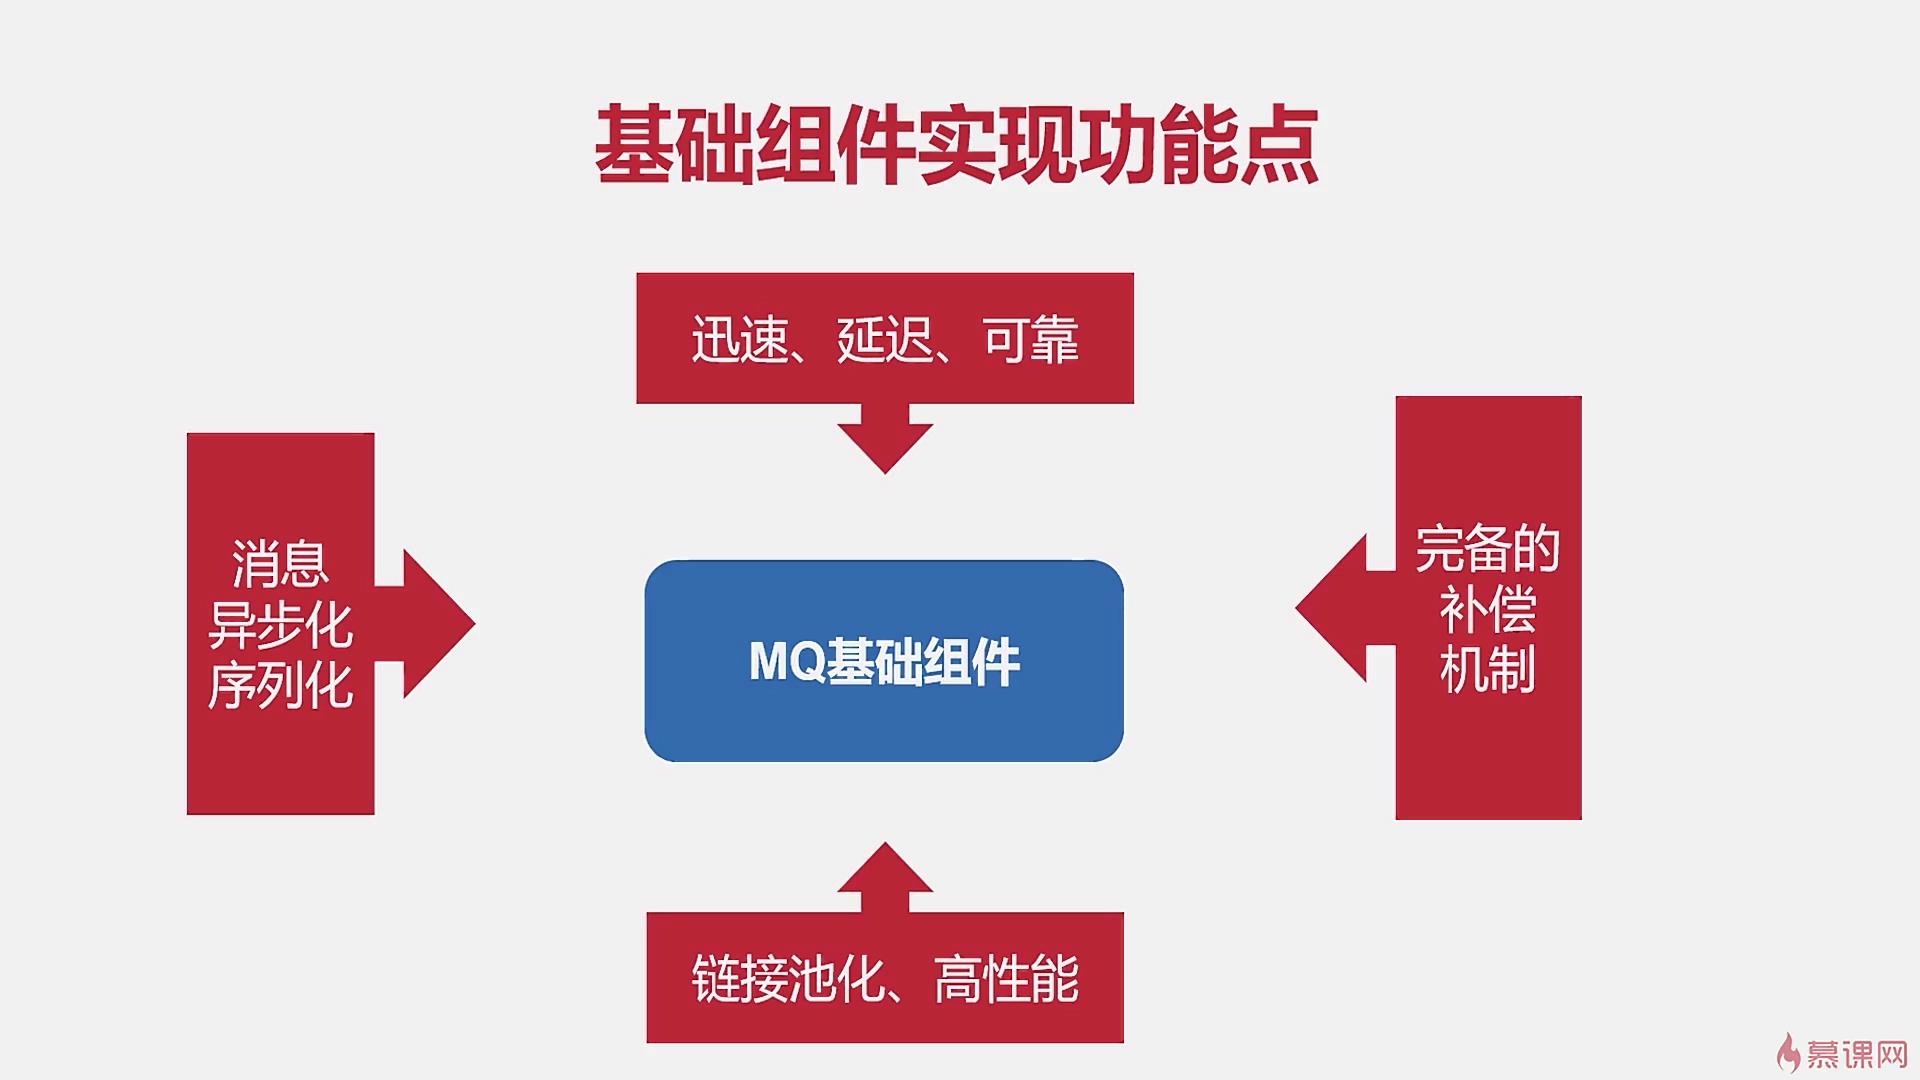 基础组件实现功能点
迅速、延迟、可靠
消息
异步化
序列化
MQ基础组件
完备的
补偿
机制
链接池化、高性能
慕课网